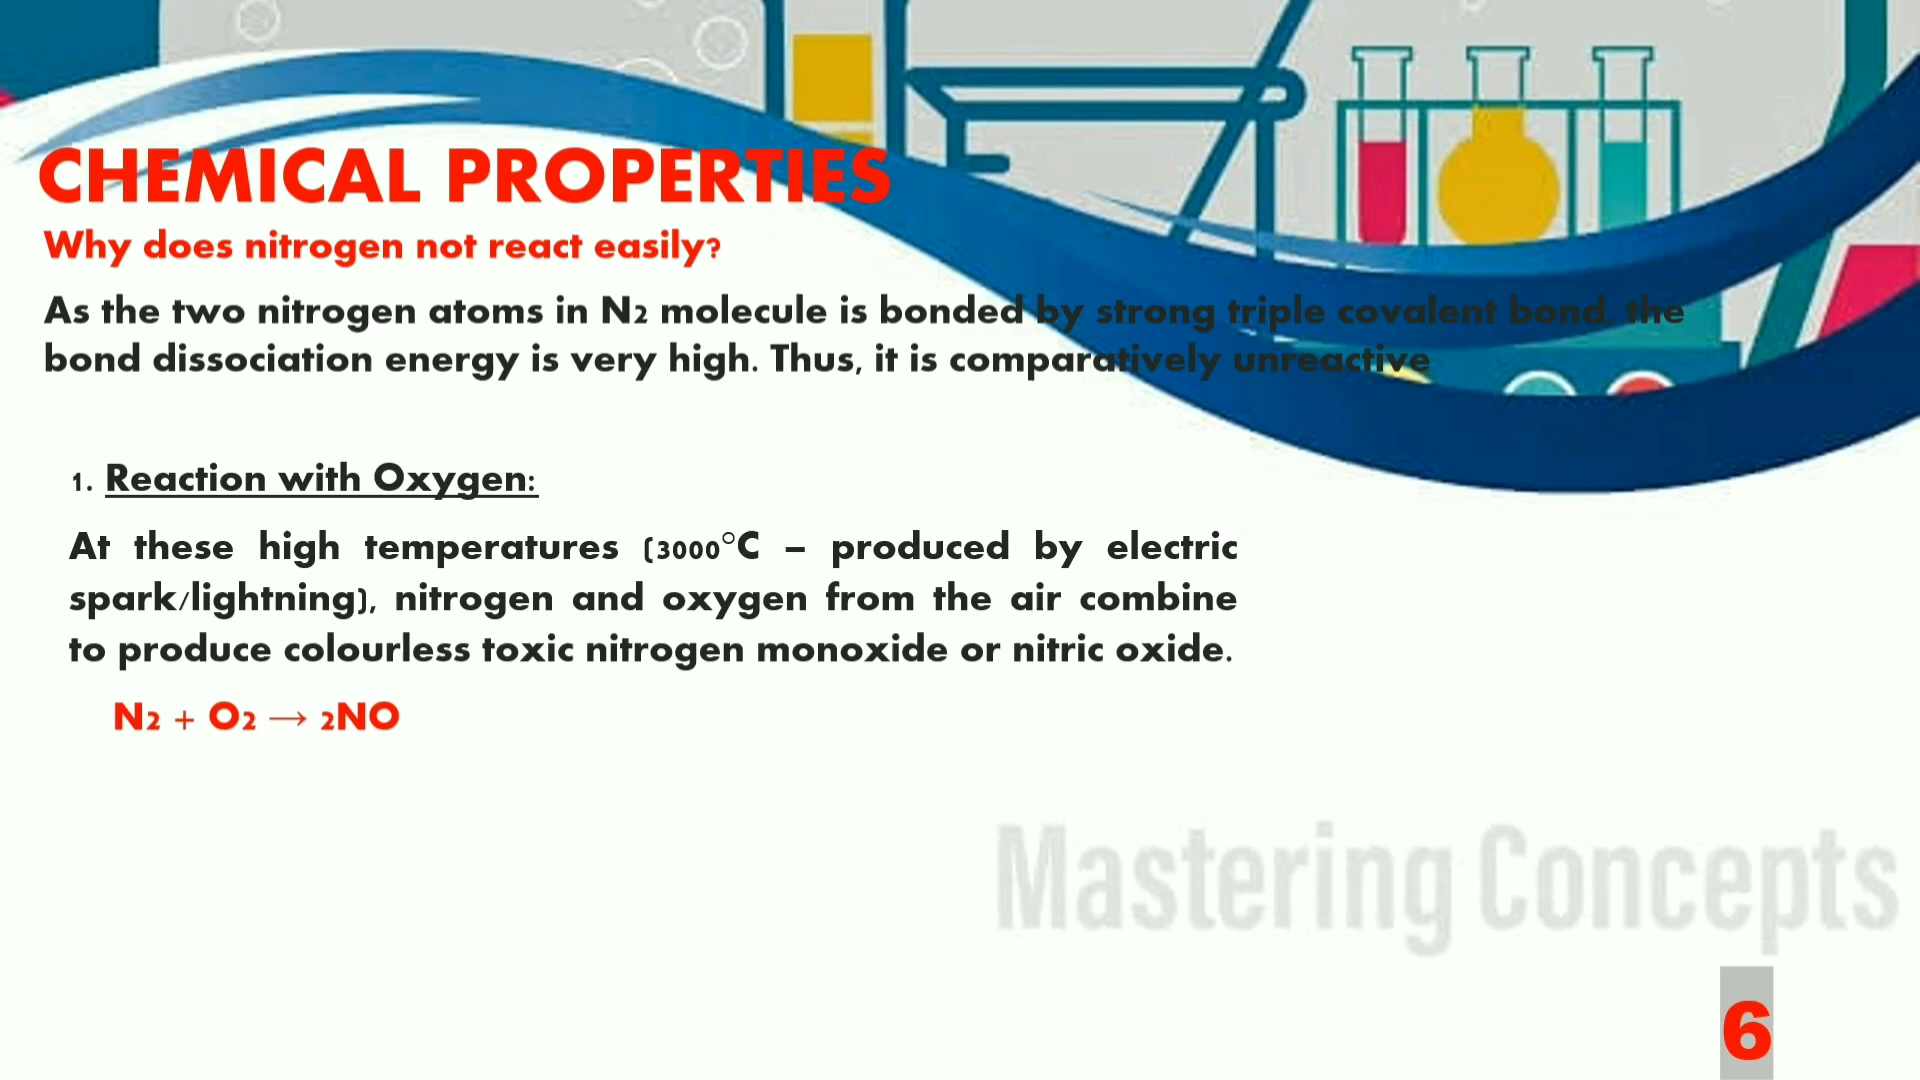 CHEMICAL PROPERTIES
Why does nitrogen not react easily?
As the two nitrogen atoms in N2 molecule is bonded by strong triple covalent bond, the
bond dissociation energy is very high. Thus, it is comparatively unreactive
1. Reaction with Oxygen:
At these high temperatures (3000°C – produced by electric
spark/lightning), nitrogen and oxygen from the air combine
to produce colourless toxic nitrogen monoxide or nitric oxide.
N2 + O2 → 2NO
Mastering Concepts
6